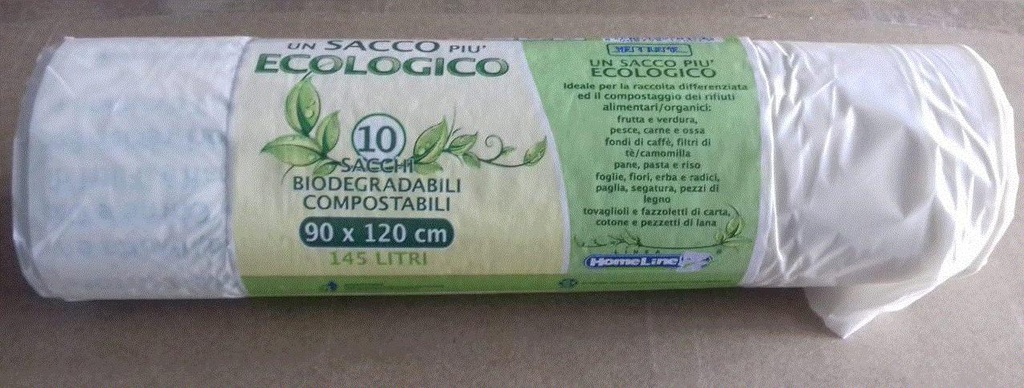 UN SACCO PIU'
ECOLOGICO
10
SACCHI
BIODEGRADABILI
COMPOSTABILI
90 x 120 cm
145 LITRI
UN SACCO PIU'
ECOLOGICO
Ideale per la raccolta differenziata
ed il compostaggio dei rifiuti
alimentari/organici:
frutta e verdura,
pesce, carne e ossa
fondi di caffè, filtri di
tè/camomilla
pane, pasta e riso
foglie, fiori, erba e radici,
paglia, segatura, pezzi di
legno
tovaglioli e fazzoletti di carta,
cotone e pezzetti di lana
LINEA
HomeLine